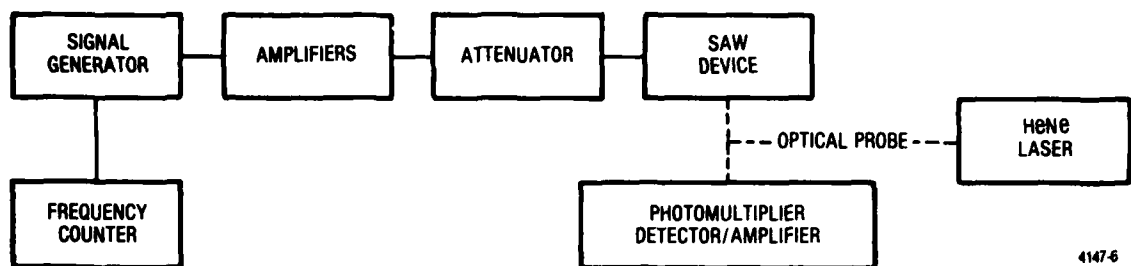 SIGNAL
GENERATOR
AMPLIFIERS
ATTENUATOR
SAW
DEVICE
OPTICAL PROBE
HeNe
LASER
FREQUENCY
COUNTER
PHOTOMULTIPLIER
DETECTOR/AMPLIFIER
4147-6